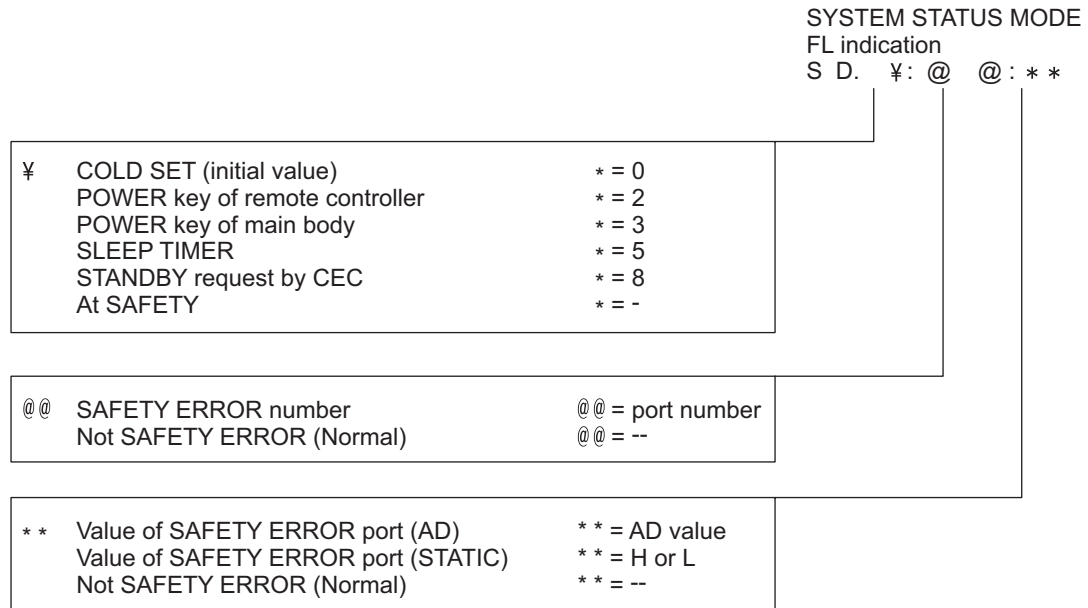 SYSTEM STATUS MODE
FL indication
S D. ¥: @ @ : * *
¥ COLD SET (initial value) * = 0
POWER key of remote controller * = 2
POWER key of main body * = 3
SLEEP TIMER * = 5
STANDBY request by CEC * = 8
At SAFETY * = -
@@ SAFETY ERROR number @@ = port number
Not SAFETY ERROR (Normal) @@ = --
* * Value of SAFETY ERROR port (AD) * * = AD value
Value of SAFETY ERROR port (STATIC) * * = H or L
Not SAFETY ERROR (Normal) * * = --